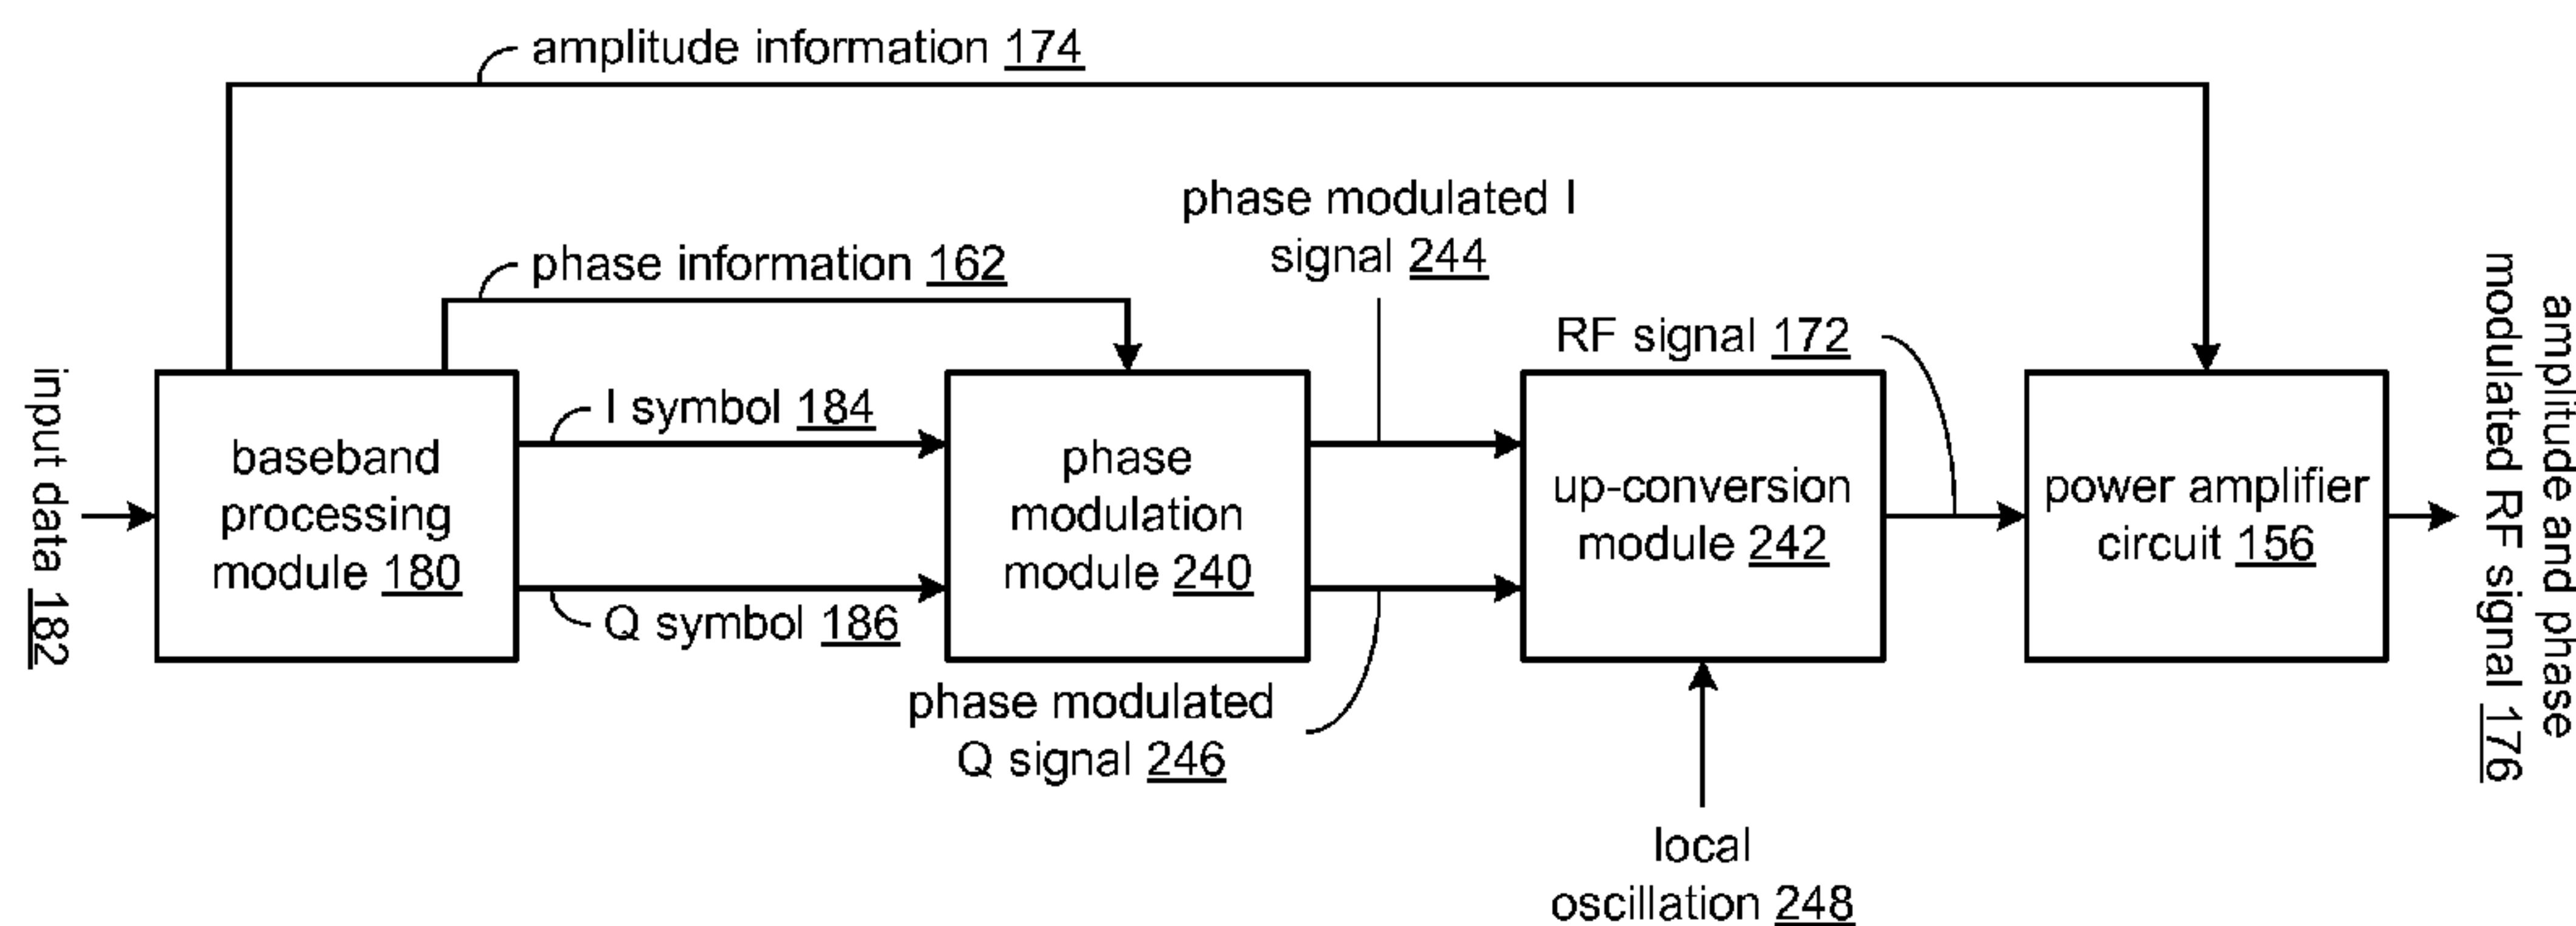 amplitude information 174
phase information 162
phase modulated I
signal 244
RF signal 172
amplitude and phase
modulated RF signal 176
input data 182
baseband
processing
module 180
I symbol 184
Q symbol 186
phase
modulation
module 240
phase modulated
Q signal 246
up-conversion
module 242
power amplifier
circuit 156
local
oscillation 248